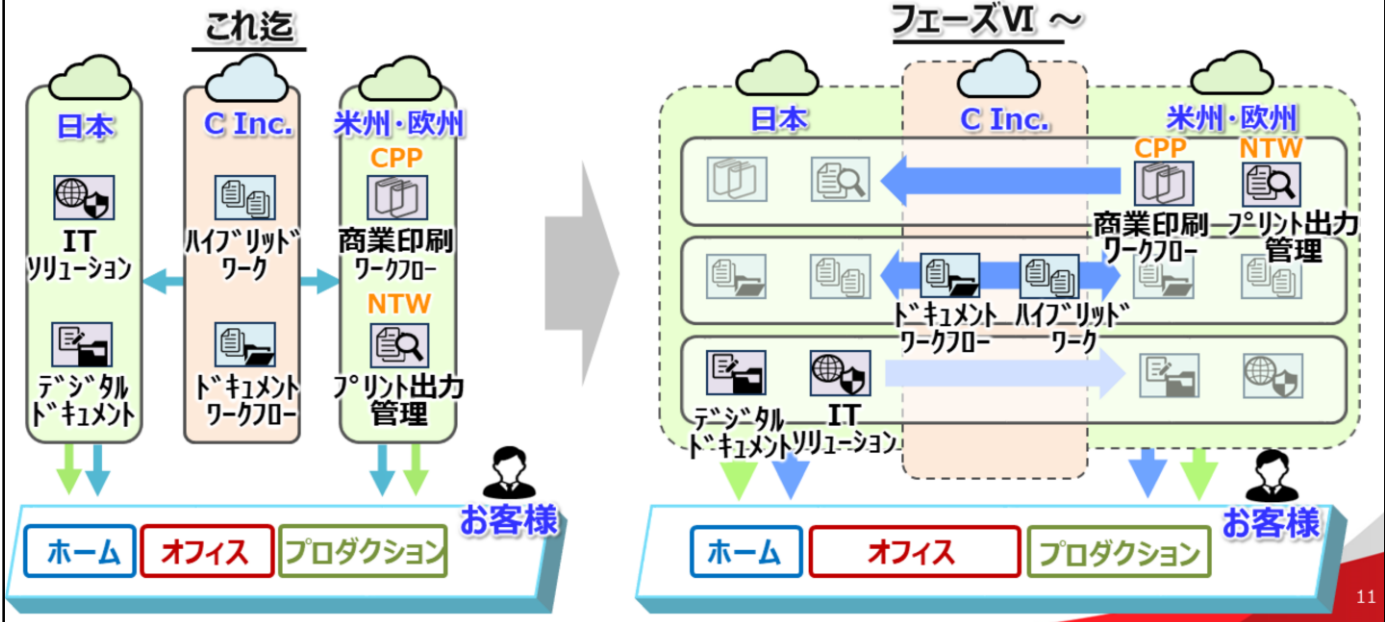 これ迄
日本
C Inc.
米州・欧州
CPP
IT
ソリューション
ハイブリッド
ワーク
商業印刷
ワークフロー
NTW
デジタル
ドキュメント
ドキュメント
ワークフロー
プリント出力
管理
お客様
ホーム
オフィス
プロダクション
フェーズⅥ ～
日本
C Inc.
米州・欧州
CPP
NTW
商業印刷
ワークフロー
プリント出力
管理
ドキュメント
ワークフロー
ハイブリッド
ワーク
デジタル
ドキュメント
IT
ソリューション
お客様
ホーム
オフィス
プロダクション
11